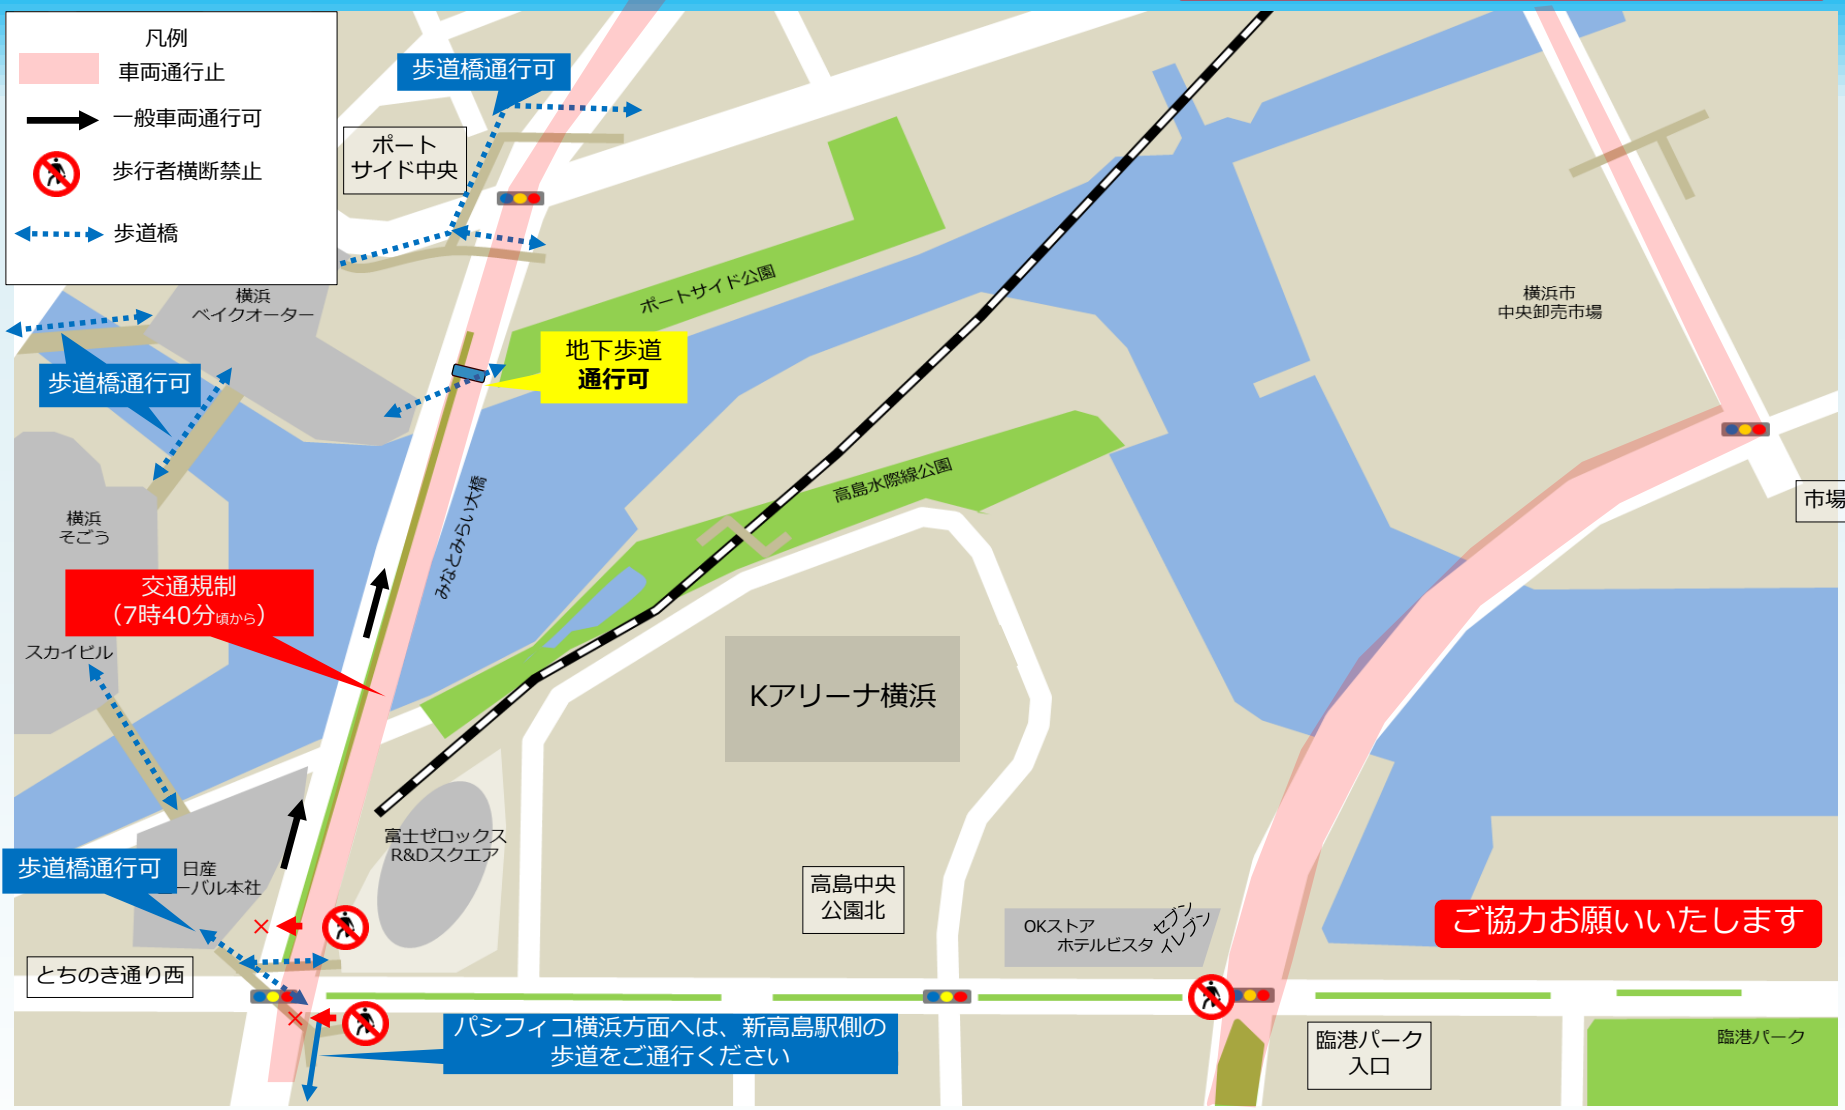 凡例
車両通行止
一般車両通行可
歩行者横断禁止
歩道橋
歩道橋通行可
ポート
サイド中央
横浜
ベイクオーター
ポートサイド公園
横浜市
中央卸売市場
地下歩道
通行可
歩道橋通行可
高島水際線公園
みなとみらい大橋
市場
横浜
そごう
交通規制
（7時40分頃から）
スカイビル
Kアリーナ横浜
富士ゼロックス
R&Dスクエア
歩道橋通行可
日産
ーバル本社
高島中央
公園北
OKストア
ホテルビスタ
セブン
イレブン
ご協力お願いいたします
とちのき通り西
パシフィコ横浜方面へは、新高島駅側の
歩道をご通行ください
臨港パーク
入口
臨港パーク